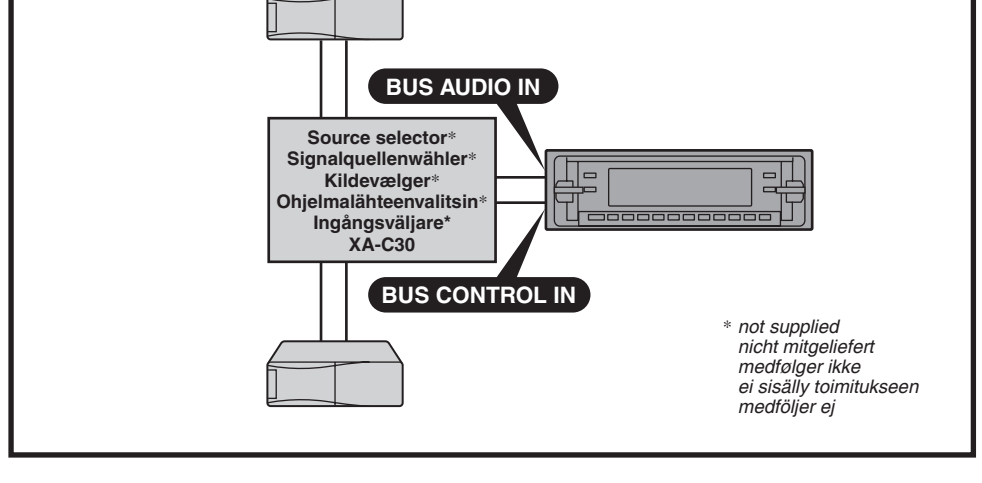 BUS AUDIO IN
Source selector*
Signalquellenwähler*
Kildevælger*
Ohjelmalähteenvalitsin*
Ingångsväljare*
XA-C30
BUS CONTROL IN
* not supplied
nicht mitgeliefert
medfølger ikke
ei sisälly toimitukseen
medföljer ej